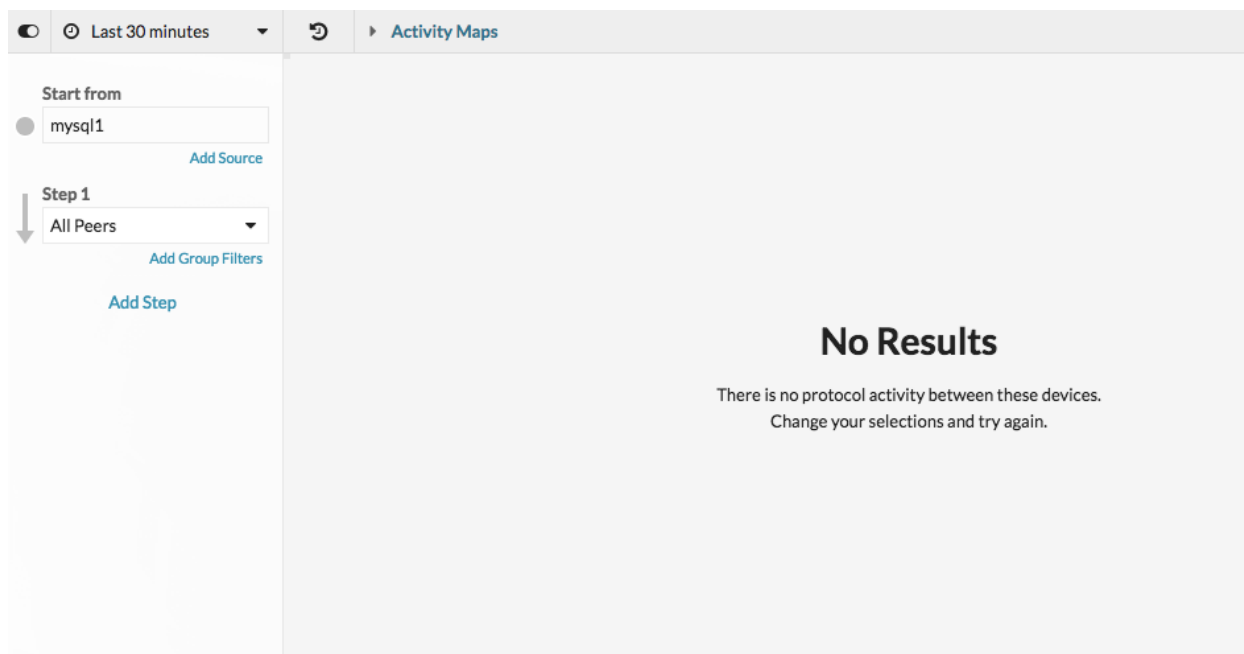 Last 30 minutes
Activity Maps
Start from
mysql1
Add Source
Step 1
All Peers
Add Group Filters
Add Step
No Results
There is no protocol activity between these devices.
Change your selections and try again.